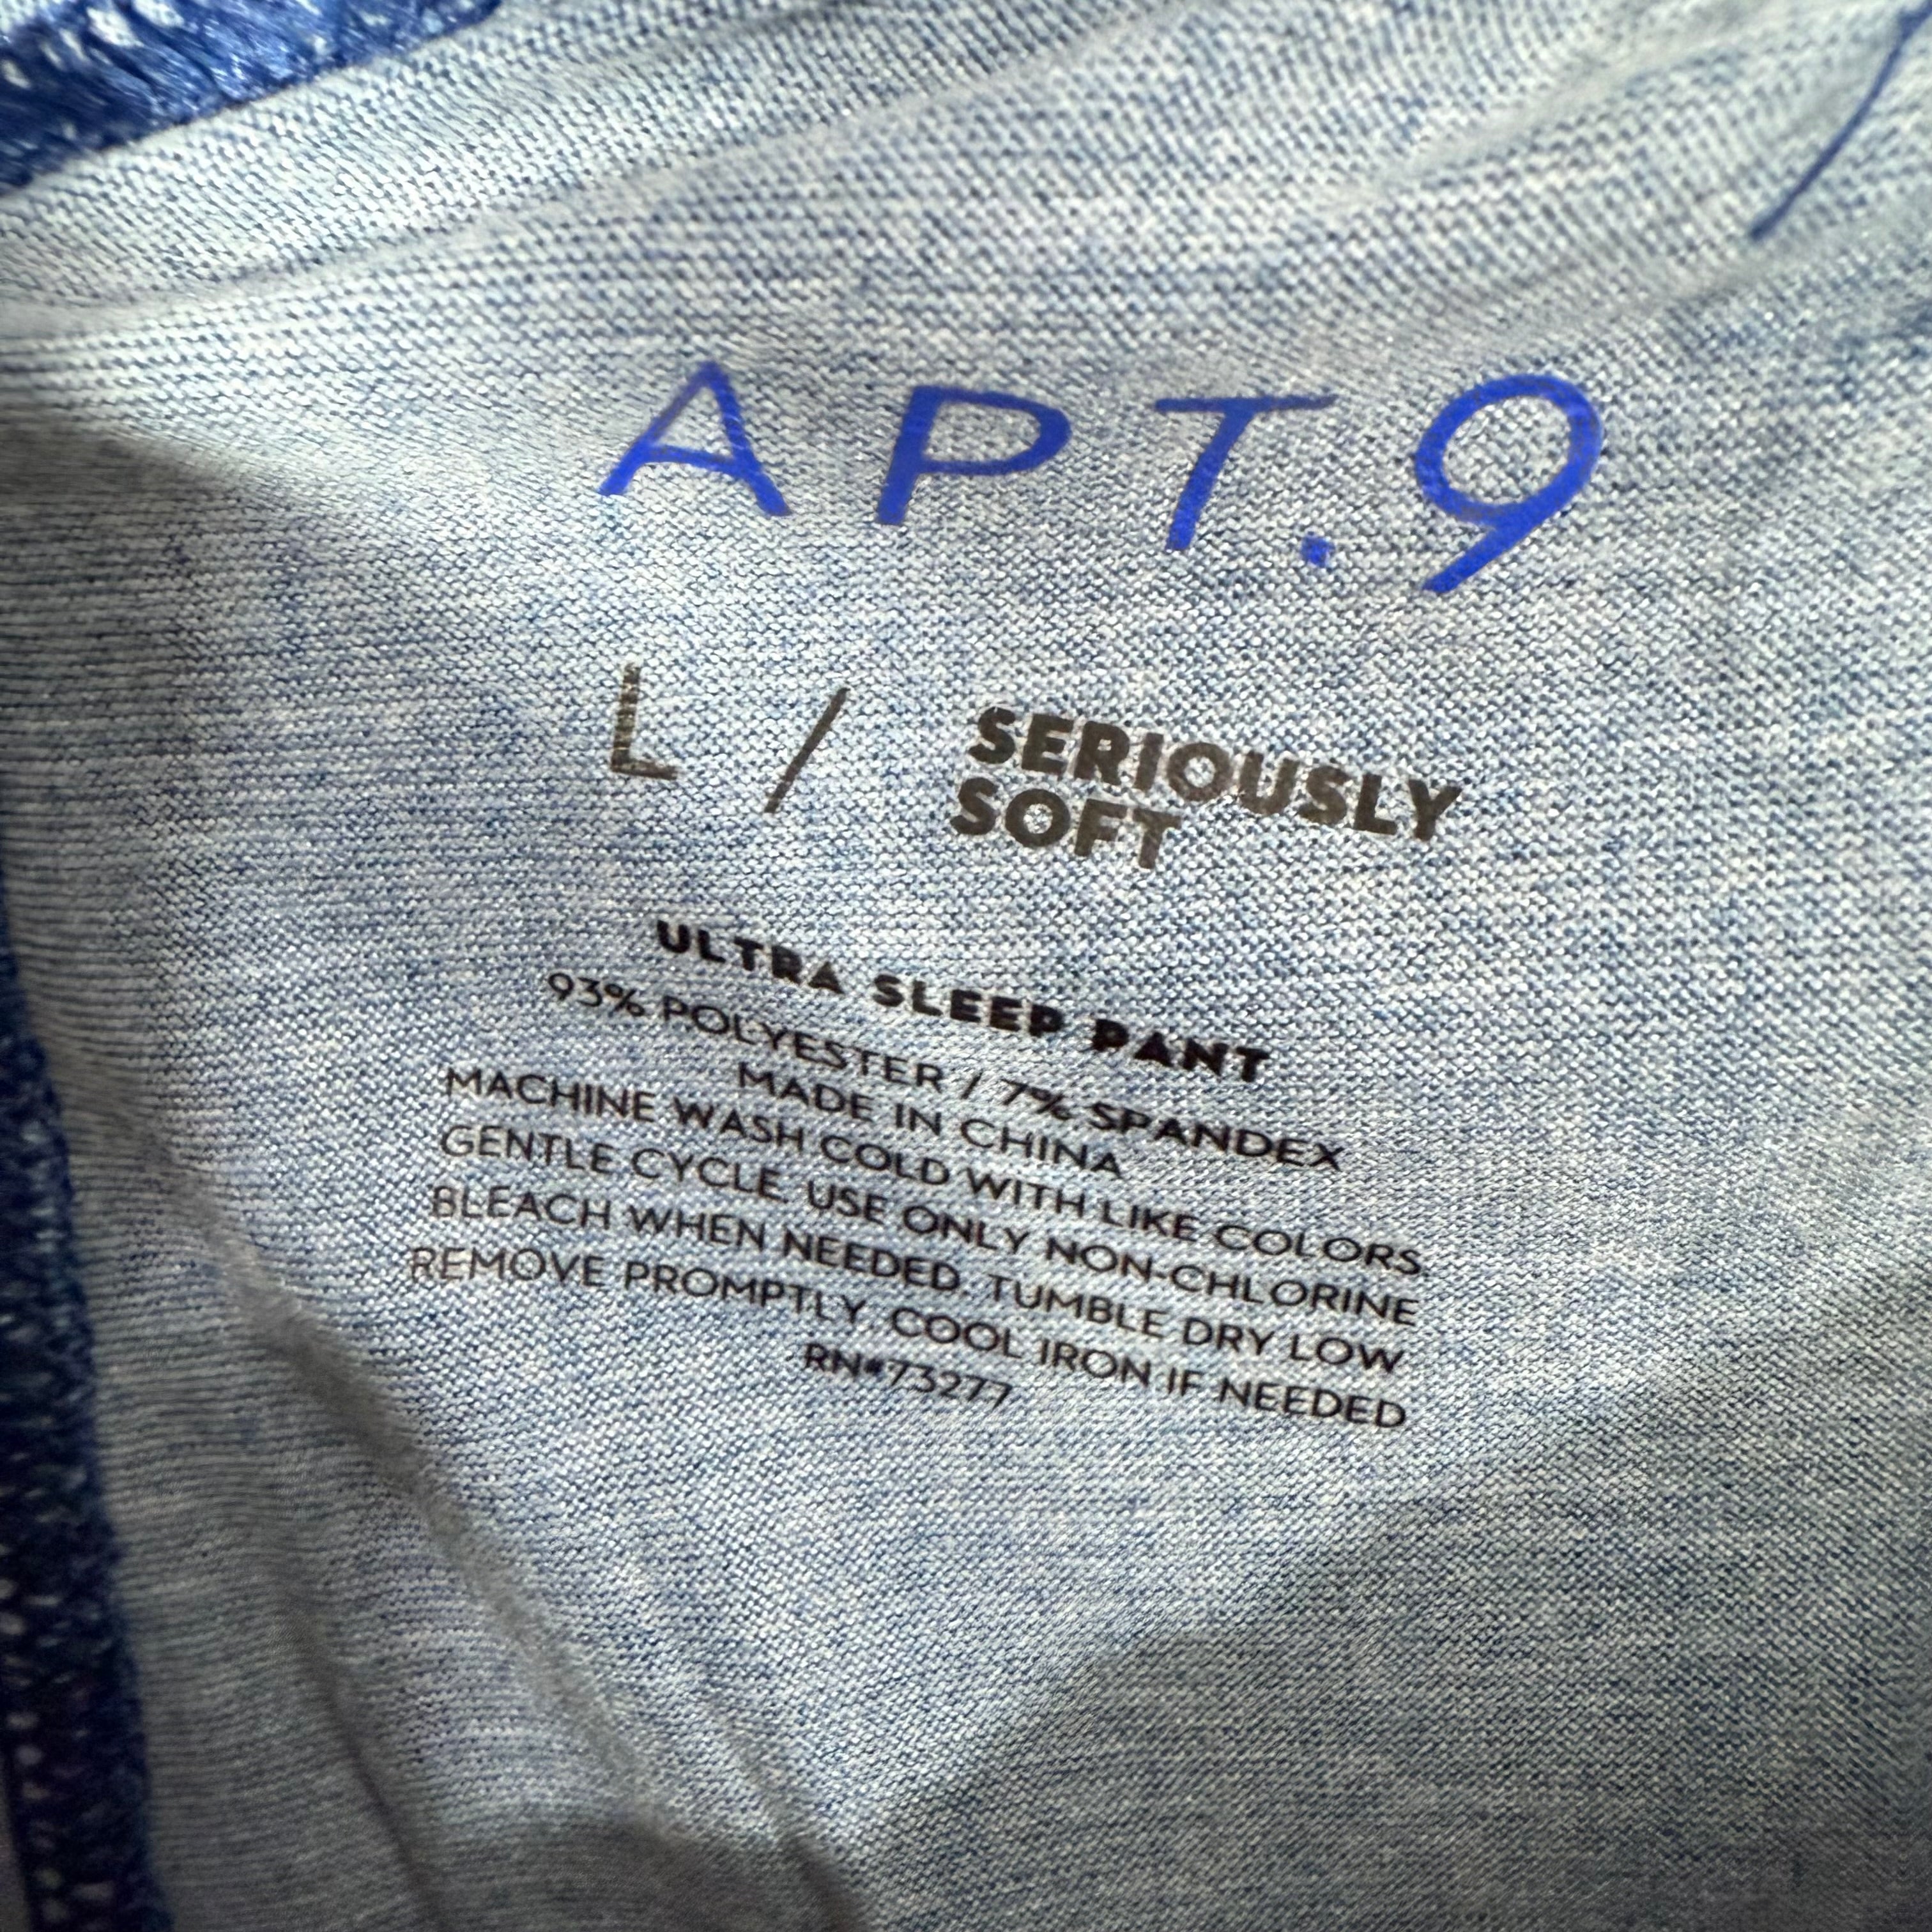 APT.9
L / SERIOUSLY
SOFT
ULTRA SLEEP PANT
93% POLYESTER / 7% SPANDEX
MADE IN CHINA
MACHINE WASH COLD WITH LIKE COLORS.
GENTLE CYCLE. USE ONLY NON-CHLORINE
BLEACH WHEN NEEDED. TUMBLE DRY LOW
REMOVE PROMPTLY. COOL IRON IF NEEDED
RN#73277